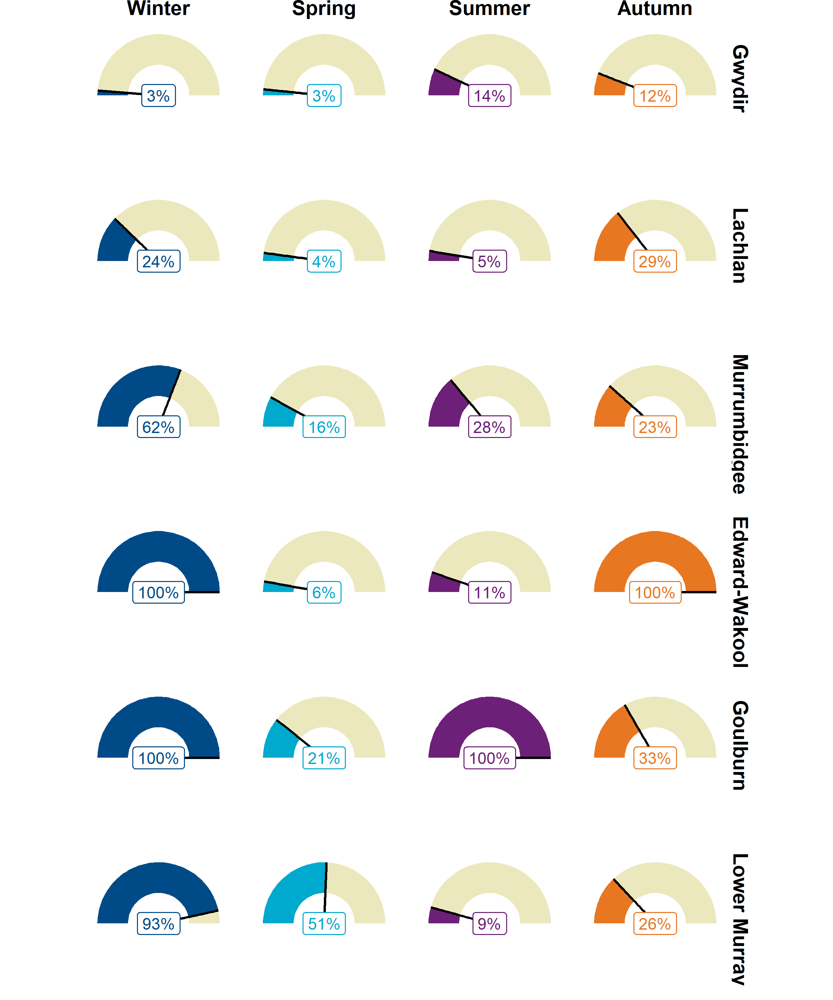 Winter Spring Summer Autumn
3% 3% 14% 12% Gwydir
24% 4% 5% 29% Lachlan
62% 16% 28% 23% Murrumbidgee
100% 6% 11% 100% Edward-Wakool
100% 21% 100% 33% Goulburn
93% 51% 9% 26% Lower Murray